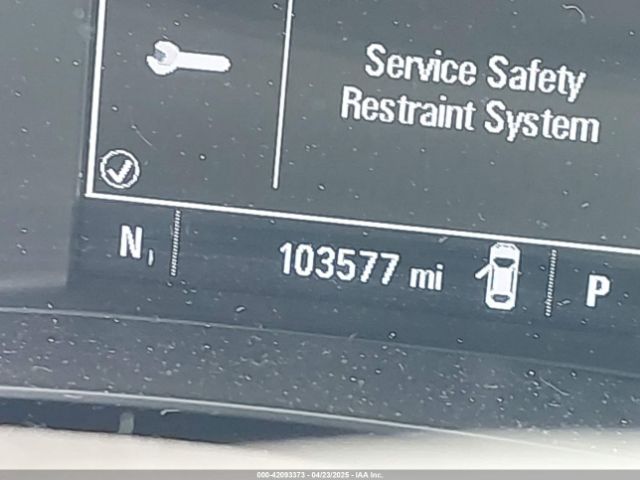 Service Safety
Restraint System
N
103577 mi
P
000-42093373 - 04/23/2025 - IAA Inc.